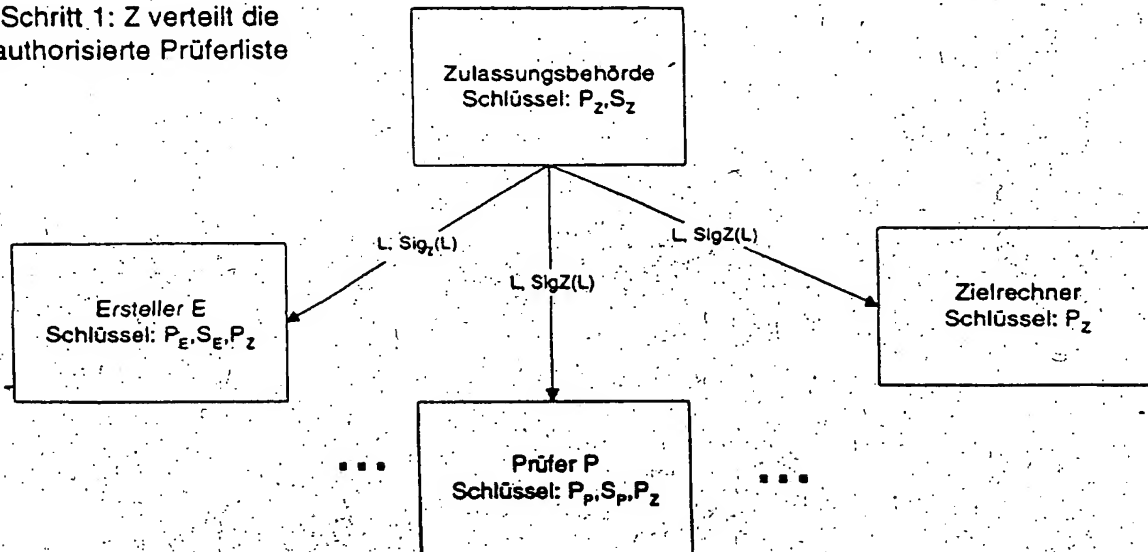 Schritt 1: Z verteilt die
authorisierte Prüferliste
Zulassungsbehörde
Schlüssel: P_Z,S_Z
L, Sig_z(L)
L, SigZ(L)
L, SigZ(L)
Ersteller E
Schlüssel: P_E,S_E,P_Z
Zielrechner
Schlüssel: P_Z
...
Prüfer P
Schlüssel: P_P,S_P,P_Z
...